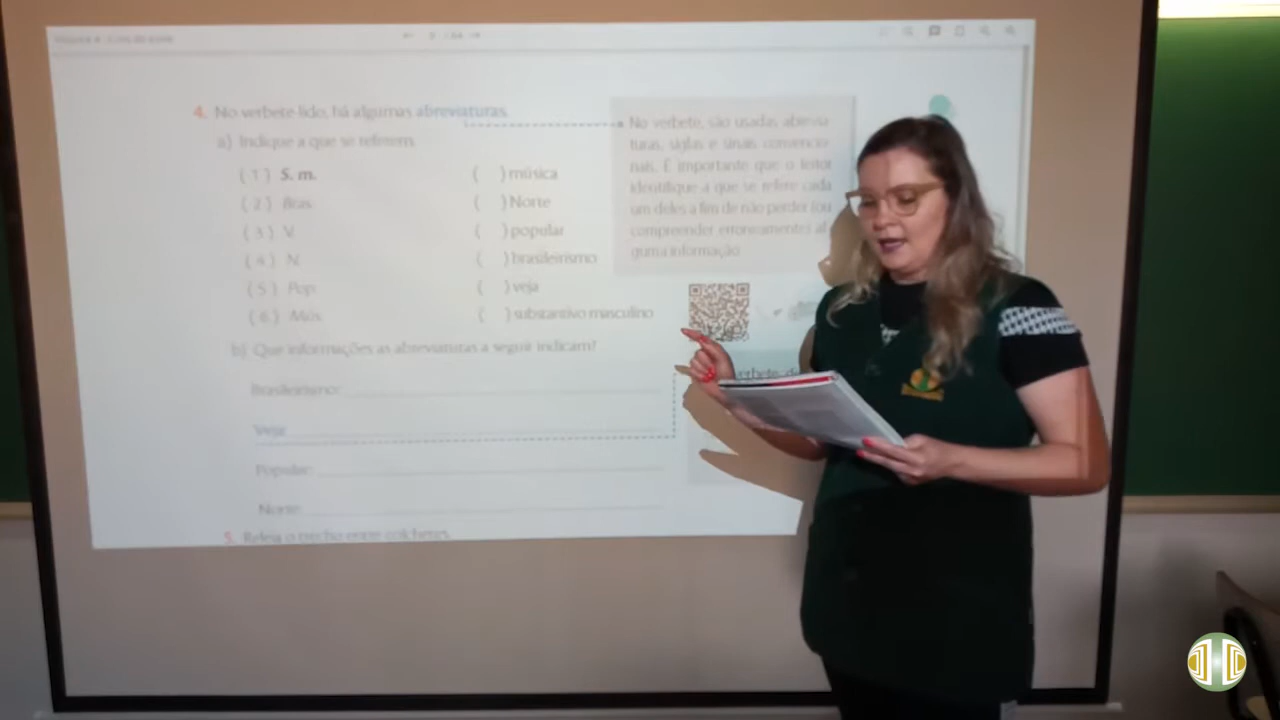 4. No verbete lido, há algumas abreviaturas.
a) Indique a que se referem.
( 1 ) S. m.
( 2 ) Bras.
( 3 ) V.
( 4 ) N.
( 5 ) Pop.
( 6 ) Mús.
( ) música
( ) Norte
( ) popular
( ) brasileirismo
( ) veja
( ) substantivo masculino
b) Que informações as abreviaturas a seguir indicam?
Brasileirismo:
Veja:
Popular:
Norte:
5. Releia o trecho entre colchetes.
No verbete, são usadas abrevia-
turas, siglas e sinais convencio-
nais. É importante que o leitor
identifique a que se refere cada
um deles a fim de não perder (ou
compreender erroneamente) al-
guma informação.
verbete